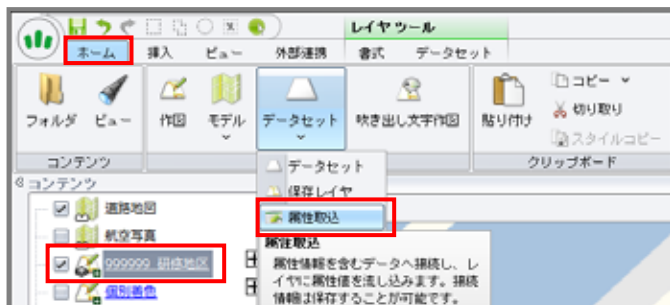 レイヤ ツール
ホーム 挿入 ビュー 外部連携 書式 データセット
フォルダ ビュー 作図 モデル データセット 吹き出し文字作図 貼り付け
コピー
切り取り
スタイルコピー
コンテンツ クリップボード
コンテンツ
道路地図
航空写真
999999_研修地区
個別着色
データセット
保存レイヤ
属性取込
属性取込
属性情報を含むデータへ接続し、レ
イヤに属性値を流し込みます。接続
情報は保存することが可能です。